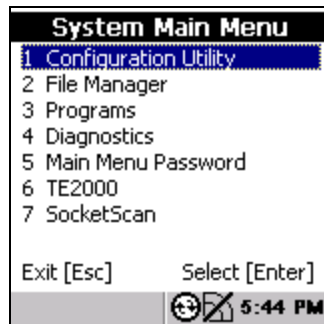 System Main Menu
1 Configuration Utility
2 File Manager
3 Programs
4 Diagnostics
5 Main Menu Password
6 TE2000
7 SocketScan
Exit [Esc] Select [Enter]
5:44 PM